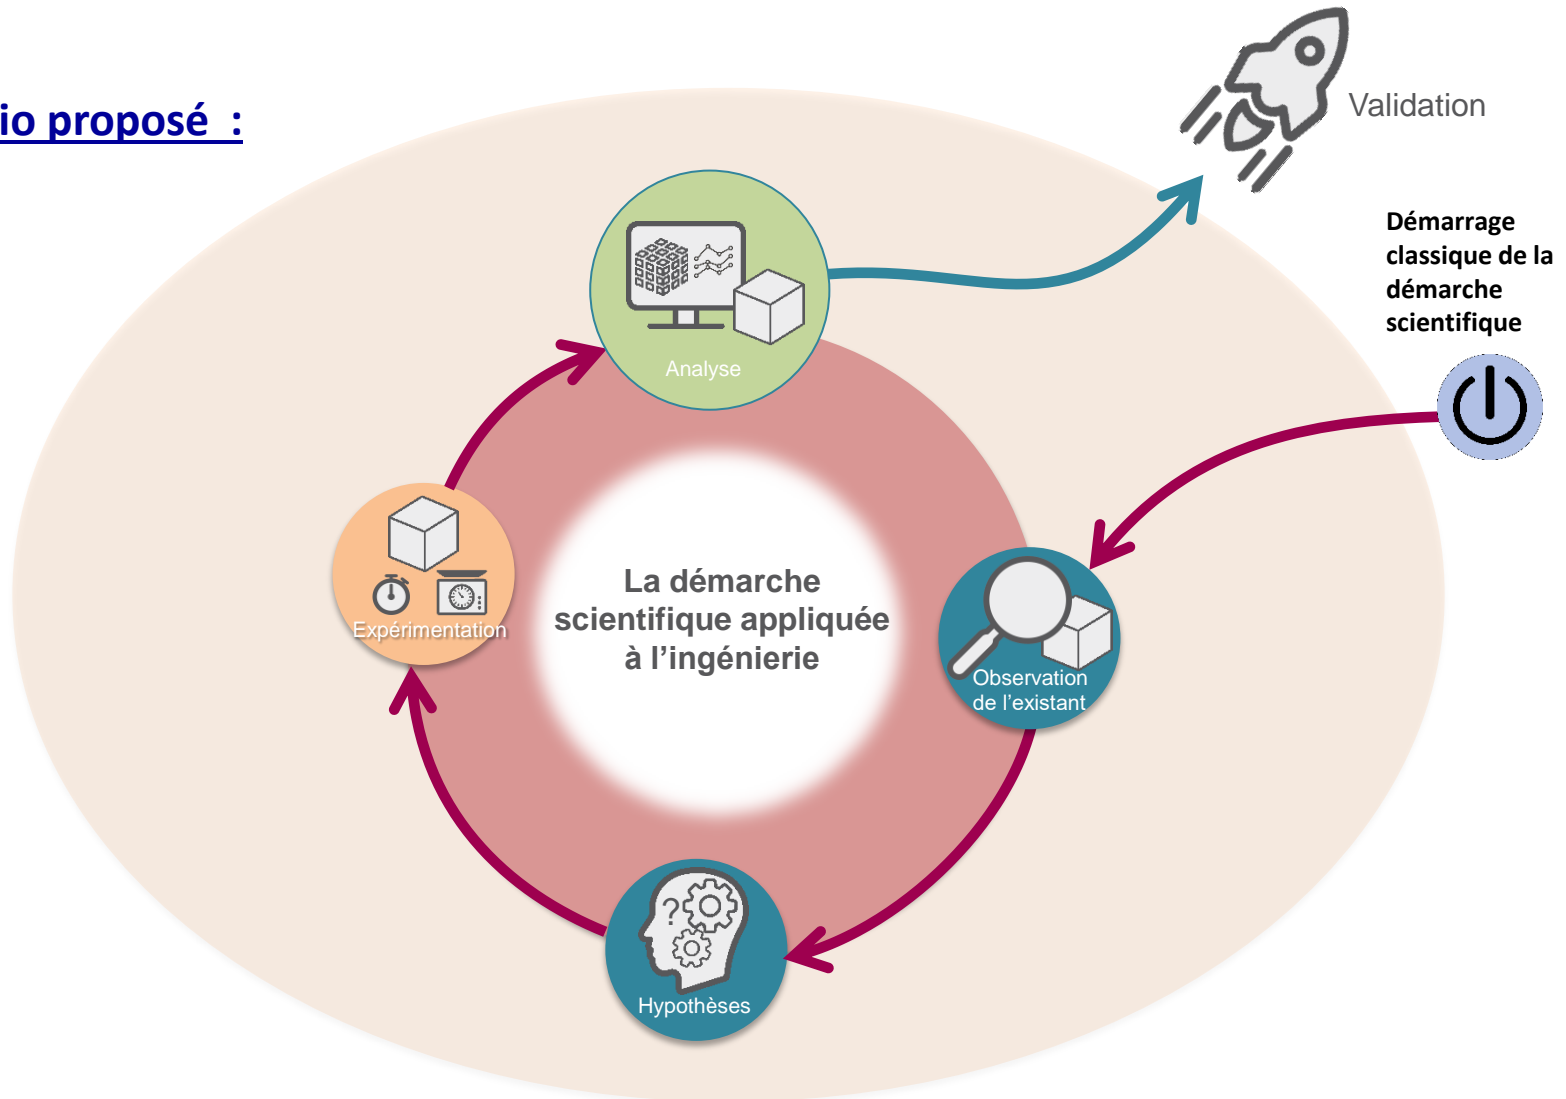 io proposé :
Validation
Démarrage
classique de la
démarche
scientifique
Analyse
La démarche
scientifique appliquée
à l’ingénierie
Expérimentation
Observation
de l’existant
?
Hypothèses